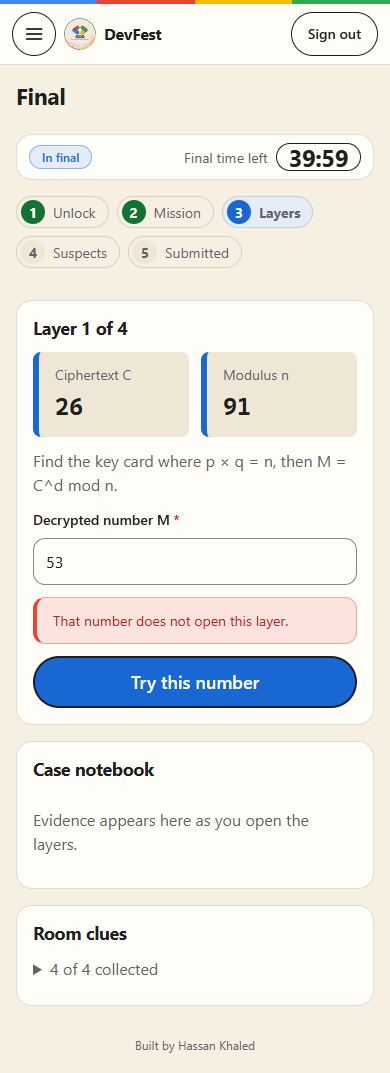 DevFest
Sign out
Final
In final
Final time left
39:59
1 Unlock
2 Mission
3 Layers
4 Suspects
5 Submitted
Layer 1 of 4
Ciphertext C
26
Modulus n
91
Find the key card where p × q = n, then M =
C^d mod n.
Decrypted number M *
53
That number does not open this layer.
Try this number
Case notebook
Evidence appears here as you open the
layers.
Room clues
4 of 4 collected
Built by Hassan Khaled